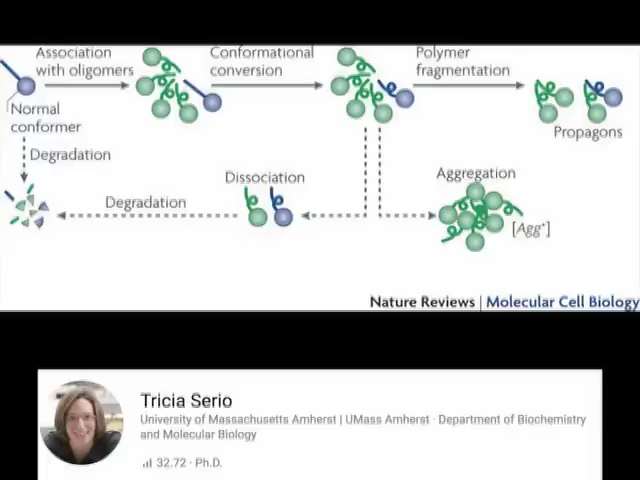 Association
with oligomers
Conformational
conversion
Polymer
fragmentation
Normal
conformer
Propagons
Degradation
Dissociation
Aggregation
Degradation
[Agg*]
Nature Reviews | Molecular Cell Biology
Tricia Serio
University of Massachusetts Amherst | UMass Amherst · Department of Biochemistry
and Molecular Biology
32.72 · Ph.D.